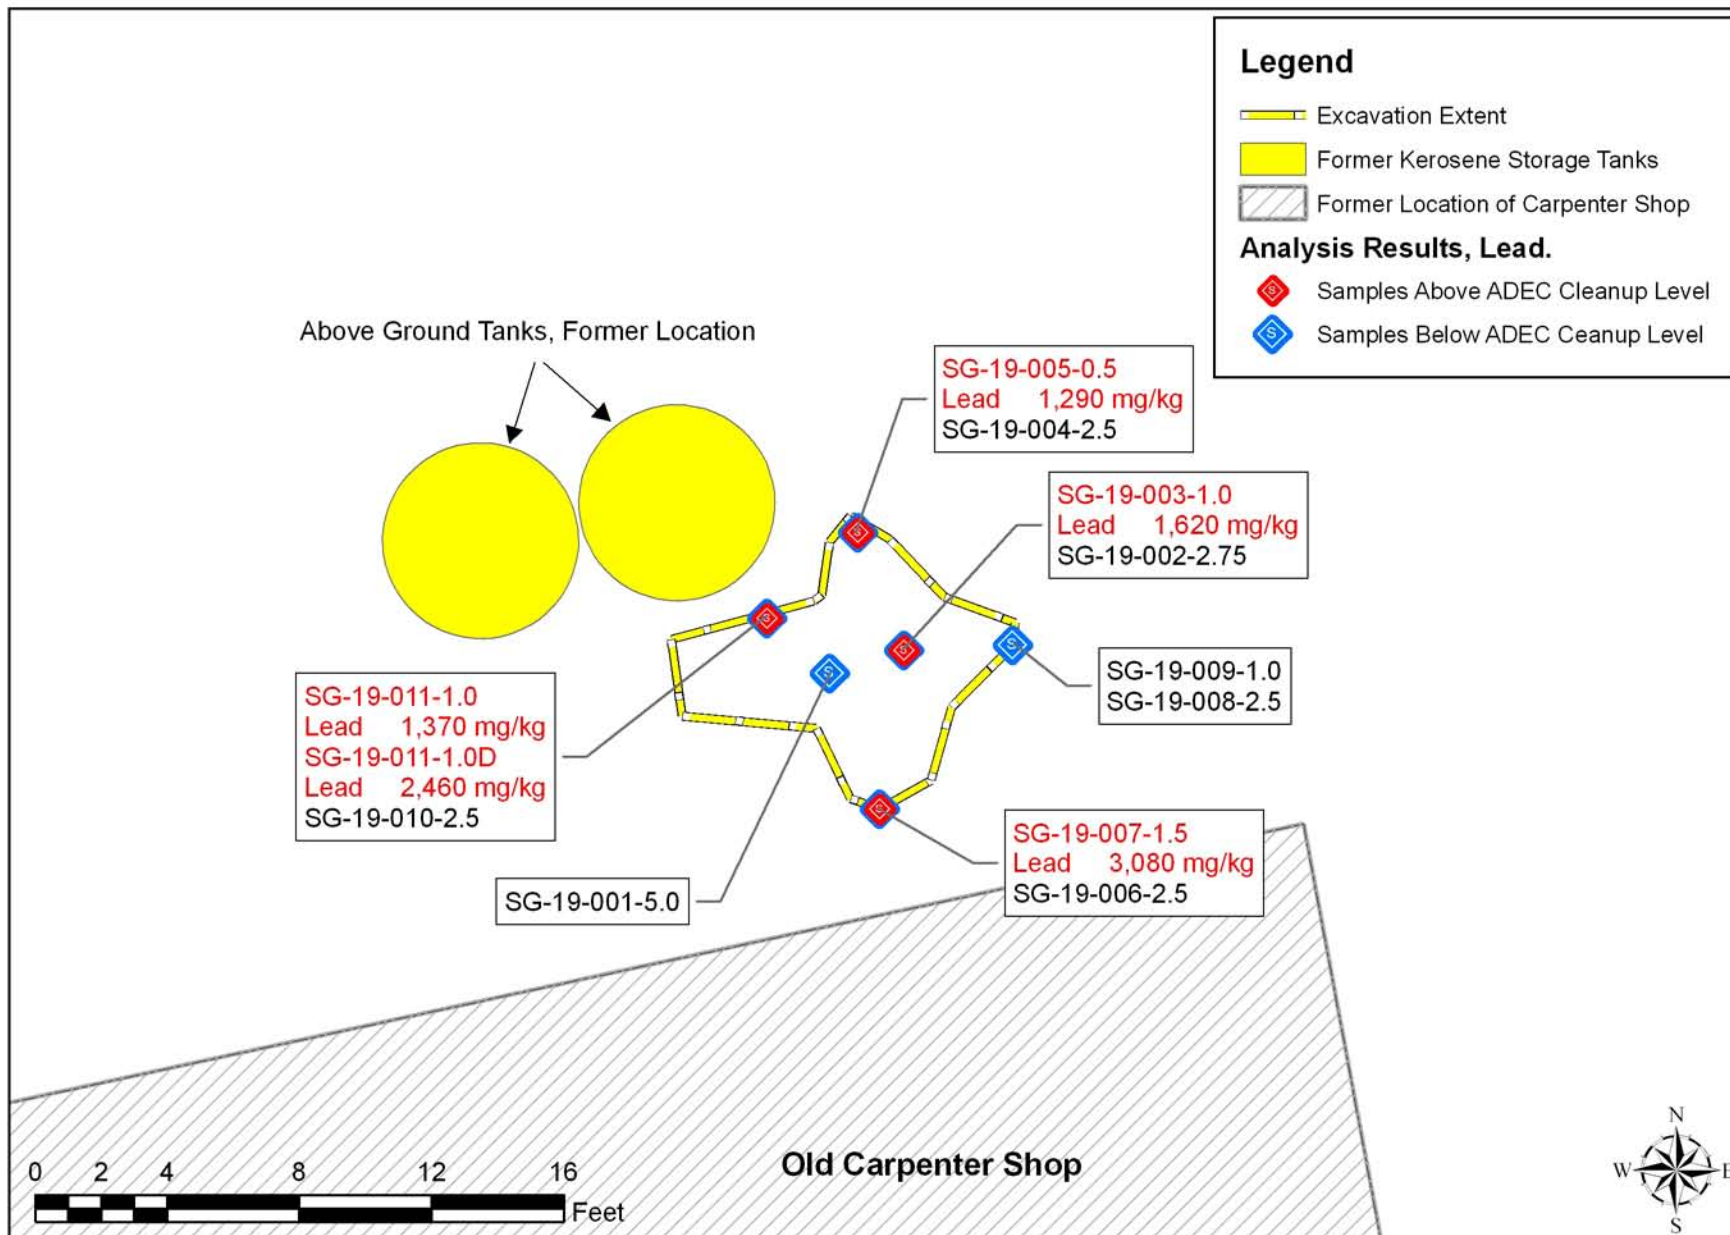 Legend
Excavation Extent
Former Kerosene Storage Tanks
Former Location of Carpenter Shop
Analysis Results, Lead.
S Samples Above ADEC Cleanup Level
S Samples Below ADEC Ceanup Level
Above Ground Tanks, Former Location
SG-19-005-0.5
Lead 1,290 mg/kg
SG-19-004-2.5
SG-19-003-1.0
Lead 1,620 mg/kg
SG-19-002-2.75
S
S
S
S
S
SG-19-009-1.0
SG-19-008-2.5
SG-19-011-1.0
Lead 1,370 mg/kg
SG-19-011-1.0D
Lead 2,460 mg/kg
SG-19-010-2.5
S
SG-19-007-1.5
Lead 3,080 mg/kg
SG-19-006-2.5
SG-19-001-5.0
Old Carpenter Shop
0 2 4 8 12 16
Feet
N
W E
S